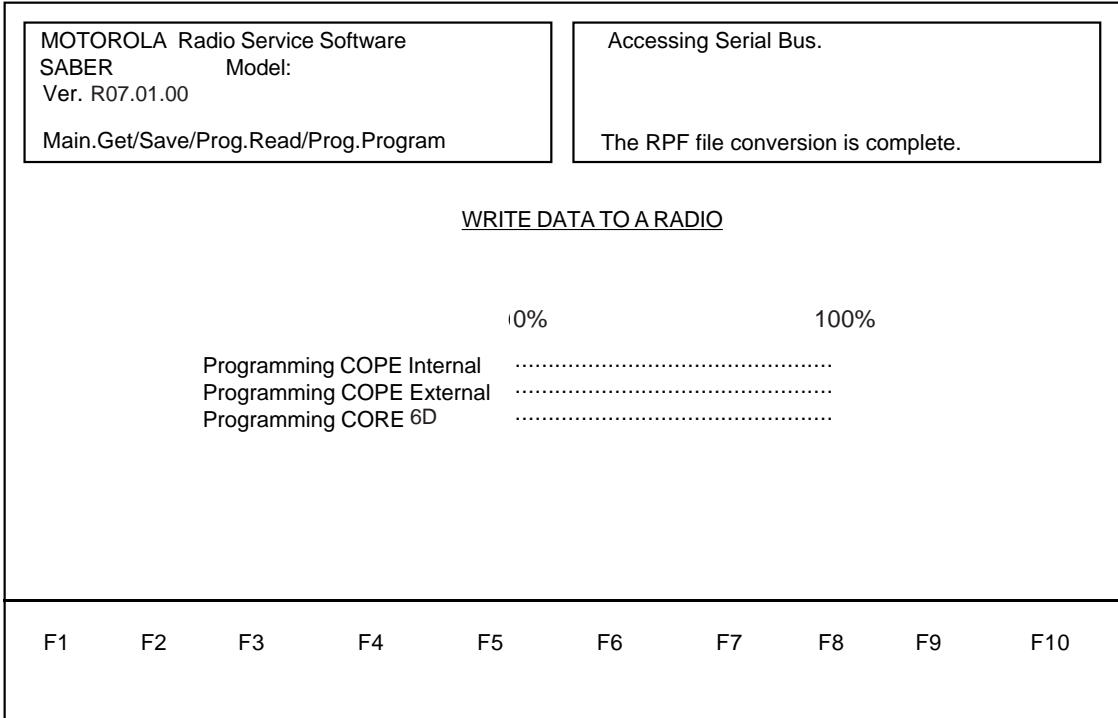 MOTOROLA Radio Service Software
SABER Model:
Ver. R07.01.00
Main.Get/Save/Prog.Read/Prog.Program
Accessing Serial Bus.
The RPF file conversion is complete.
WRITE DATA TO A RADIO
0% 100%
Programming COPE Internal ................................................
Programming COPE External ................................................
Programming CORE 6D ................................................
F1 F2 F3 F4 F5 F6 F7 F8 F9 F10